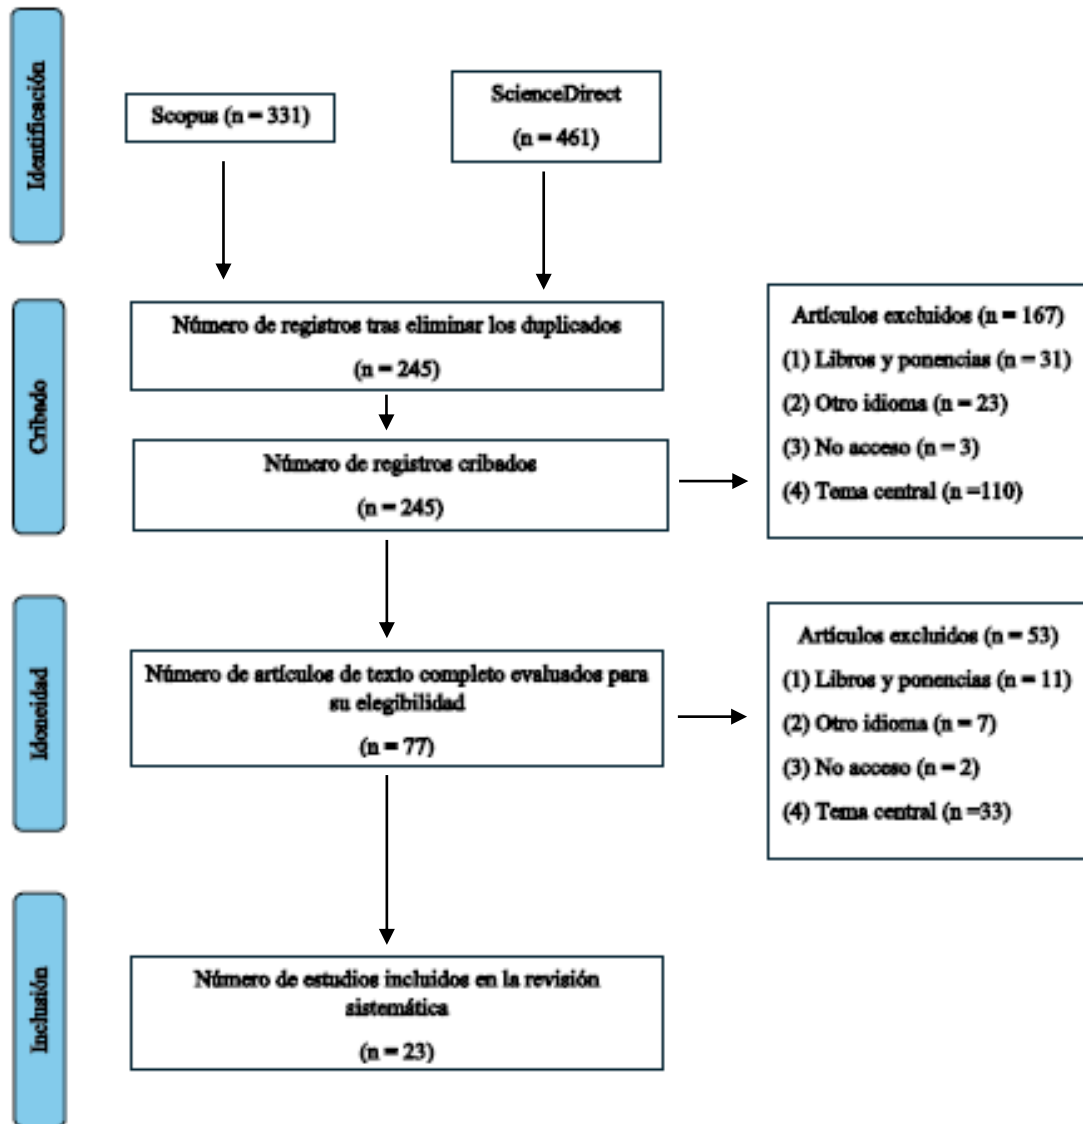 Identificación
Scopus (n = 331)
ScienceDirect
(n = 461)
Cribado
Número de registros tras eliminar los duplicados
(n = 245)
Número de registros cribados
(n = 245)
Artículos excluidos (n = 167)
(1) Libros y ponencias (n = 31)
(2) Otro idioma (n = 23)
(3) No acceso (n = 3)
(4) Tema central (n =110)
Idoneidad
Número de artículos de texto completo evaluados para
su elegibilidad
(n = 77)
Artículos excluidos (n = 53)
(1) Libros y ponencias (n = 11)
(2) Otro idioma (n = 7)
(3) No acceso (n = 2)
(4) Tema central (n =33)
Inclusión
Número de estudios incluidos en la revisión
sistemática
(n = 23)